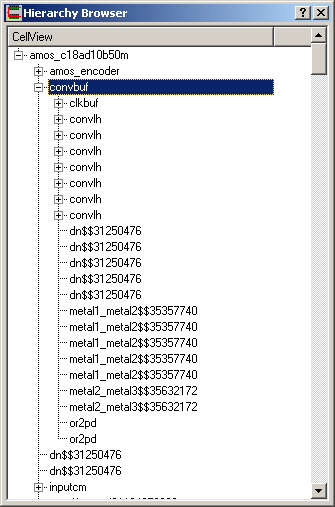 Hierarchy Browser
CellView
amos_c18ad10b50m
amos_encoder
convbuf
clkbuf
convlh
convlh
convlh
convlh
convlh
convlh
convlh
dn$$31250476
dn$$31250476
dn$$31250476
dn$$31250476
dn$$31250476
metal1_metal2$$35357740
metal1_metal2$$35357740
metal1_metal2$$35357740
metal1_metal2$$35357740
metal1_metal2$$35357740
metal2_metal3$$35632172
metal2_metal3$$35632172
or2pd
or2pd
dn$$31250476
dn$$31250476
inputcm